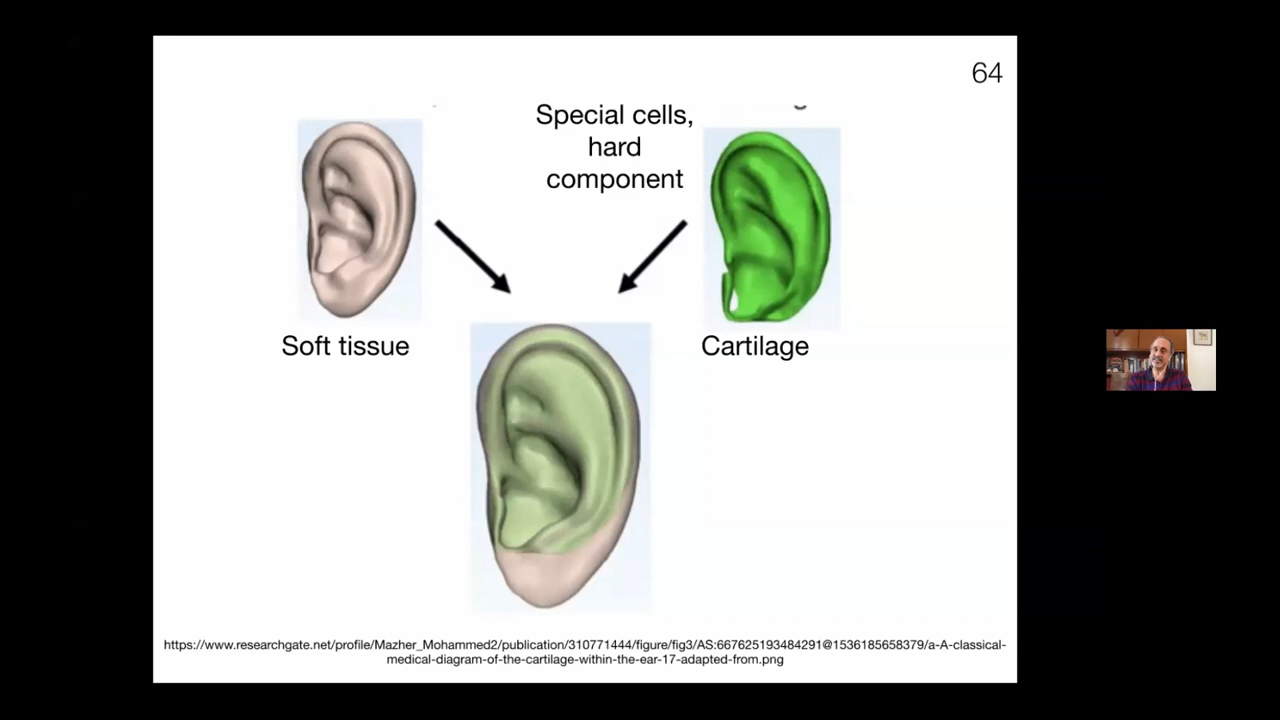 64
Special cells,
hard
component
Soft tissue
Cartilage
https://www.researchgate.net/profile/Mazher_Mohammed2/publication/310771444/figure/fig3/AS:667625193484291@1536185658379/a-A-classical-
medical-diagram-of-the-cartilage-within-the-ear-17-adapted-from.png